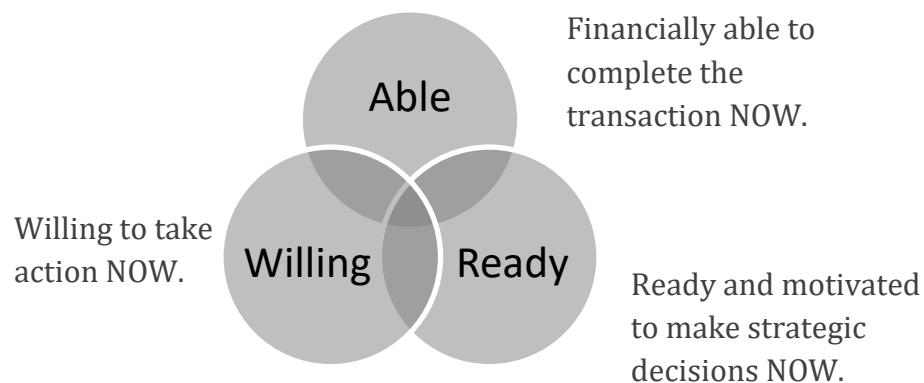 Able
Financially able to
complete the
transaction NOW.
Willing to take
action NOW.
Willing
Ready
Ready and motivated
to make strategic
decisions NOW.